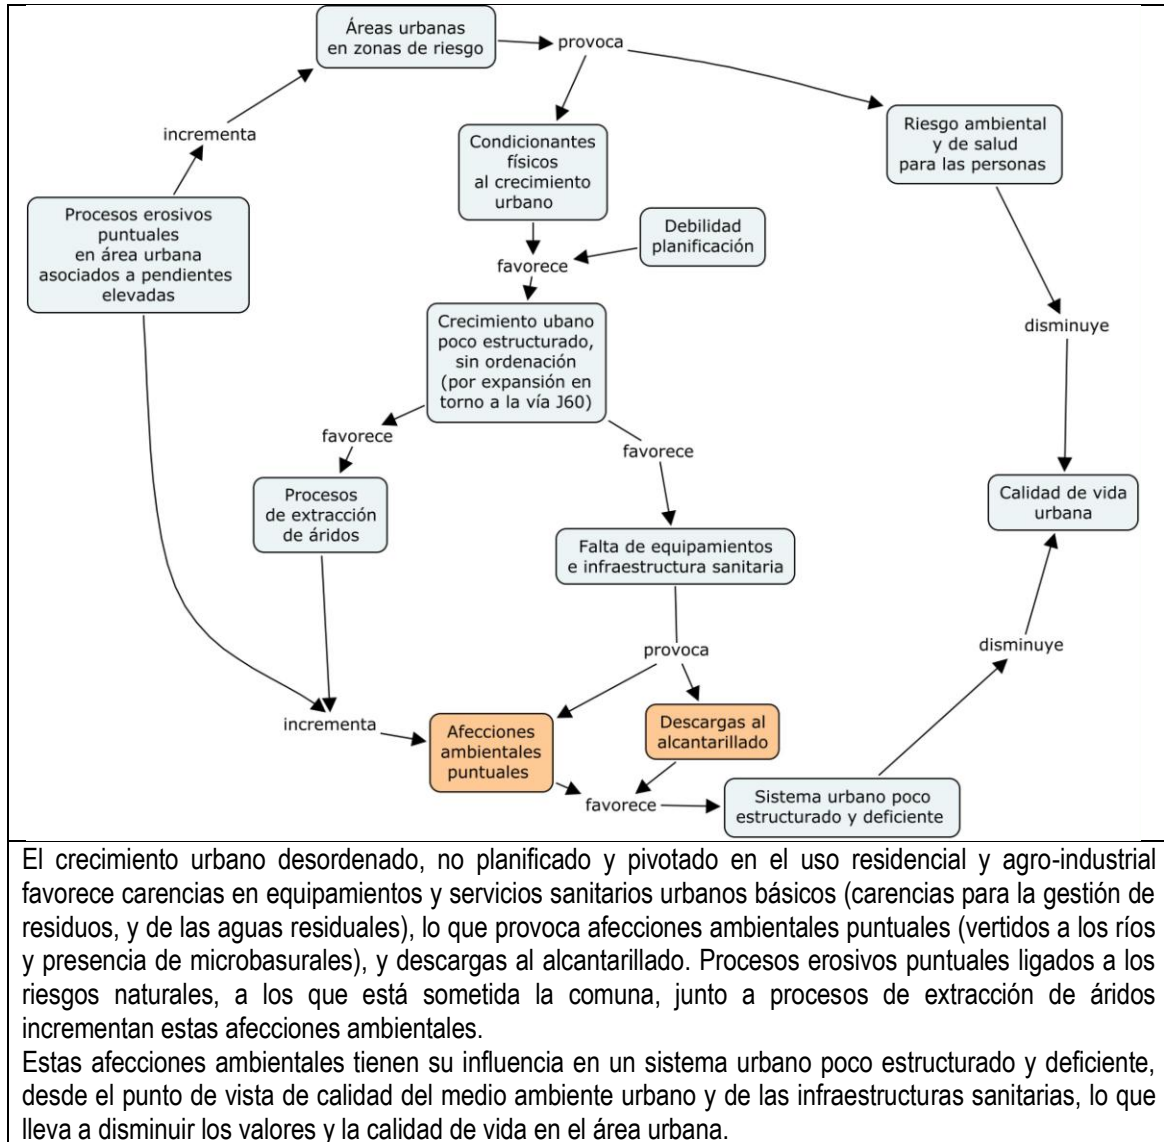 Áreas urbanas
en zonas de riesgo
provoca
incrementa
Condicionantes
físicos
al crecimiento
urbano
Riesgo ambiental
y de salud
para las personas
Procesos erosivos
puntuales
en área urbana
asociados a pendientes
elevadas
Debilidad
planificación
favorece
Crecimiento ubano
poco estructurado,
sin ordenación
(por expansión en
torno a la vía J60)
disminuye
favorece
favorece
Procesos
de extracción
de áridos
Calidad de vida
urbana
Falta de equipamientos
e infraestructura sanitaria
provoca
disminuye
incrementa
Afecciones
ambientales
puntuales
Descargas al
alcantarillado
favorece
Sistema urbano poco
estructurado y deficiente
El crecimiento urbano desordenado, no planificado y pivotado en el uso residencial y agro-industrial
favorece carencias en equipamientos y servicios sanitarios urbanos básicos (carencias para la gestión de
residuos, y de las aguas residuales), lo que provoca afecciones ambientales puntuales (vertidos a los ríos
y presencia de microbasurales), y descargas al alcantarillado. Procesos erosivos puntuales ligados a los
riesgos naturales, a los que está sometida la comuna, junto a procesos de extracción de áridos
incrementan estas afecciones ambientales.
Estas afecciones ambientales tienen su influencia en un sistema urbano poco estructurado y deficiente,
desde el punto de vista de calidad del medio ambiente urbano y de las infraestructuras sanitarias, lo que
lleva a disminuir los valores y la calidad de vida en el área urbana.